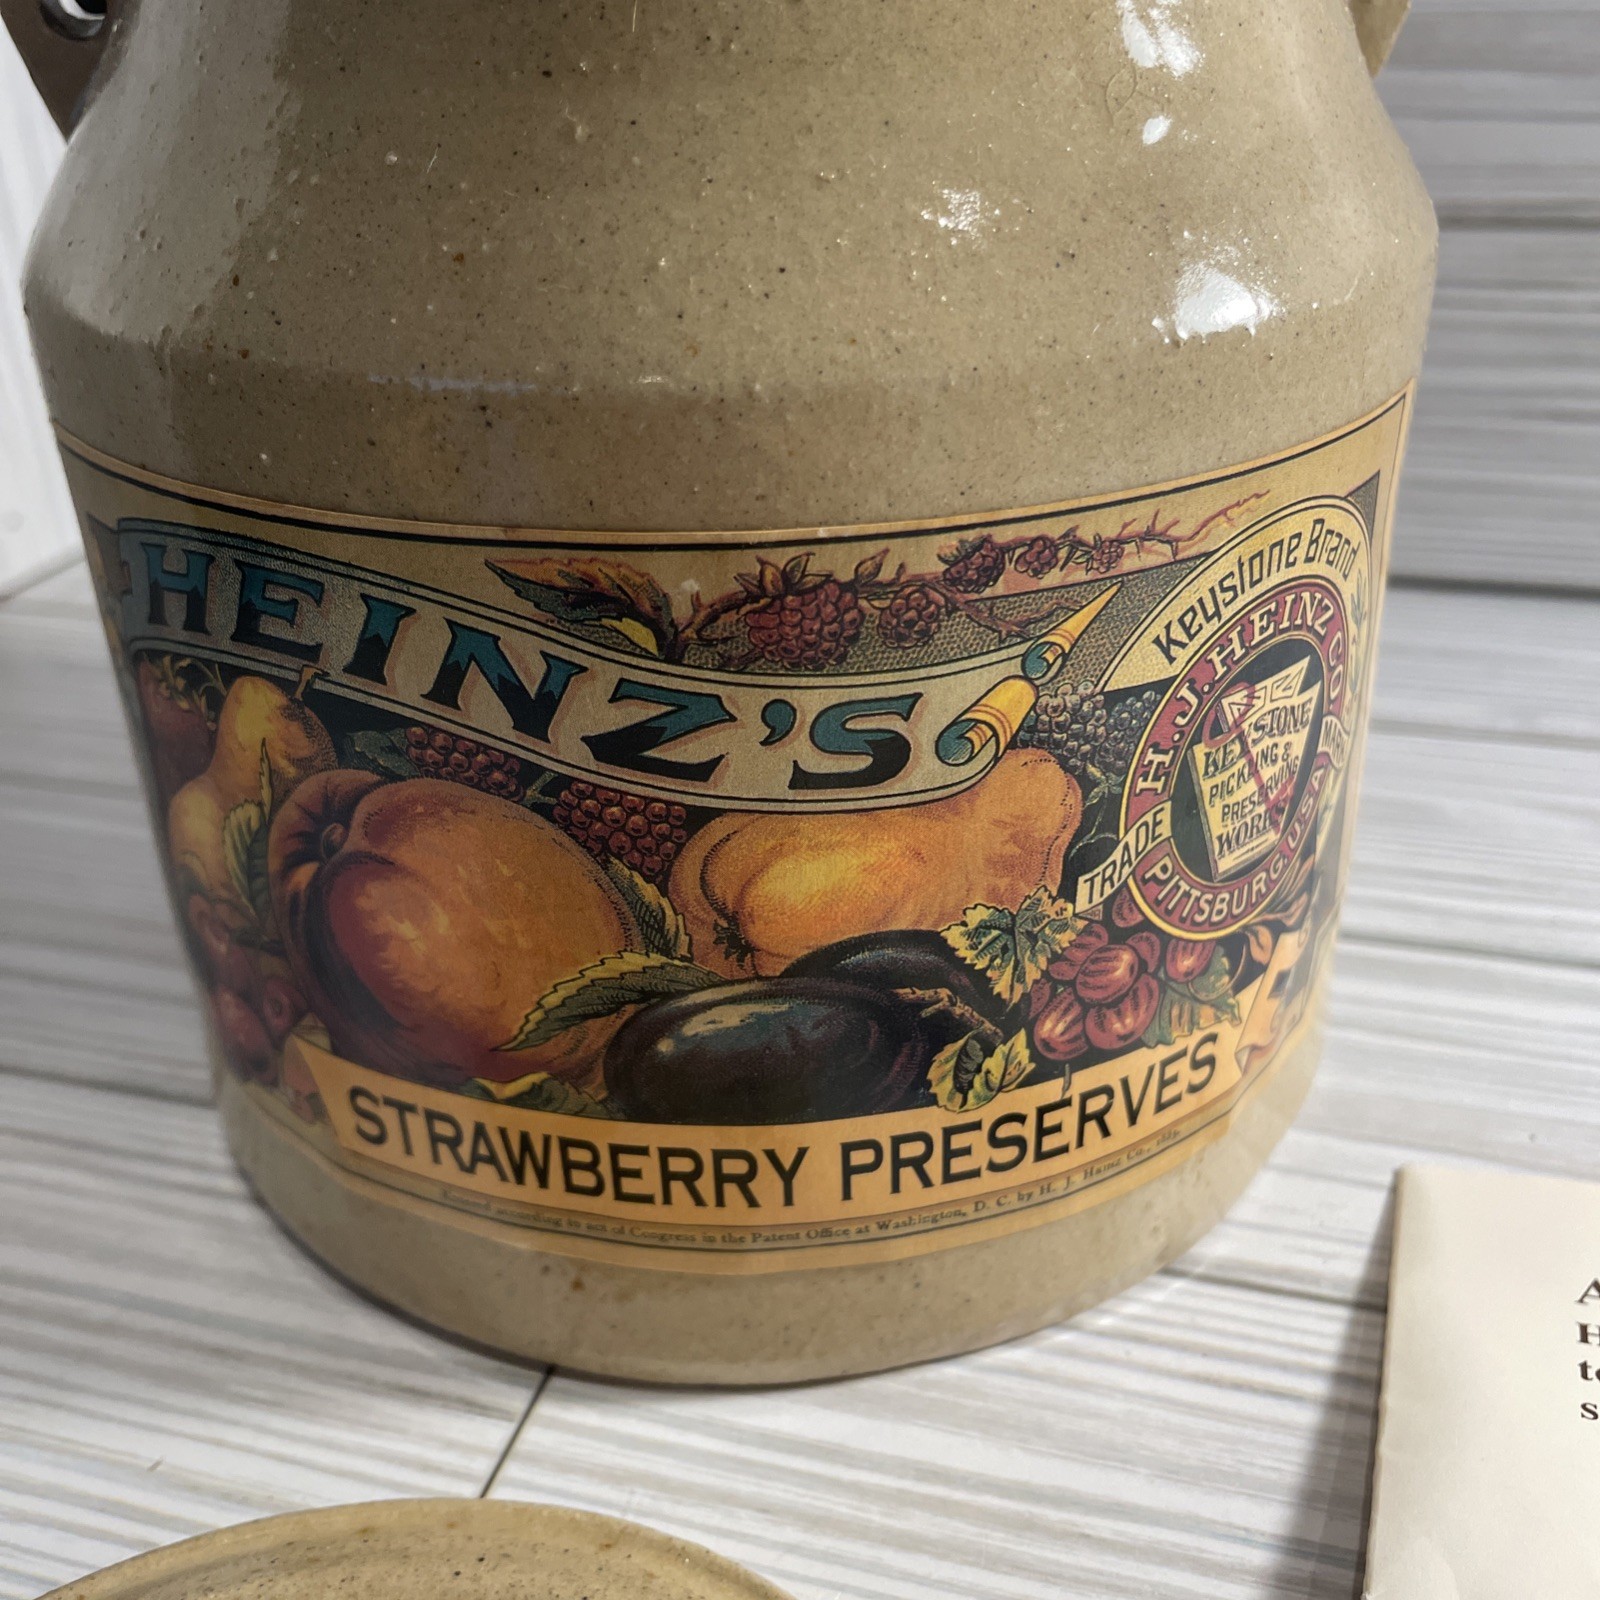 HEINZ'S
Keystone Brand
H.J. HEINZ CO.
KEYSTONE
PICKLING &
PRESERVING
WORKS
TRADE MARK
PITTSBURG, USA
STRAWBERRY PRESERVES
Entered according to act of Congress in the Patent Office at Washington, D. C. by H. J. Heinz Co.,
A
H